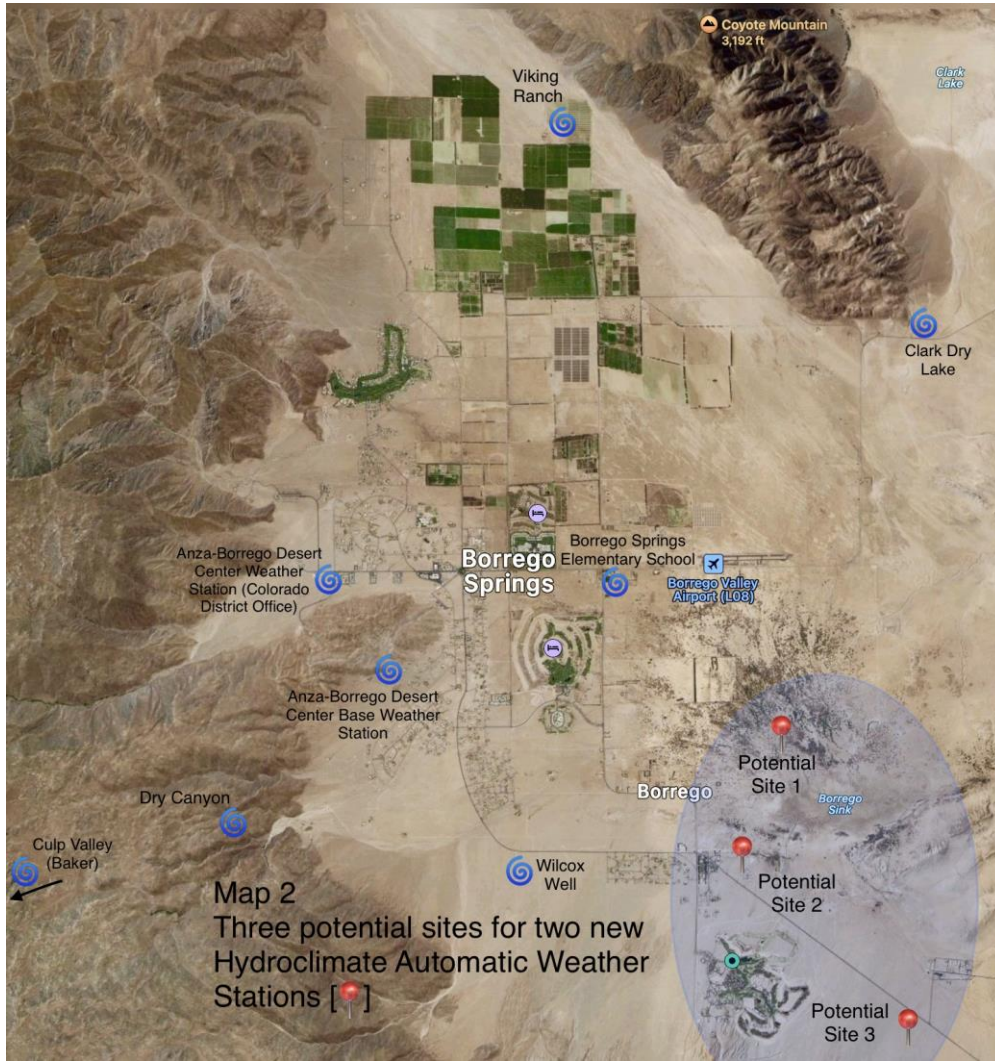 Coyote Mountain
3,192 ft
Clark
Lake
Viking
Ranch
Clark Dry
Lake
Anza-Borrego Desert
Center Weather
Station (Colorado
District Office)
Borrego
Springs
Borrego Springs
Elementary School
Borrego Valley
Airport (L08)
Anza-Borrego Desert
Center Base Weather
Station
Potential
Site 1
Borrego
Borrego
Sink
Dry Canyon
Culp Valley
(Baker)
Wilcox
Well
Potential
Site 2
Map 2
Three potential sites for two new
Hydroclimate Automatic Weather
Stations [ ]
Potential
Site 3